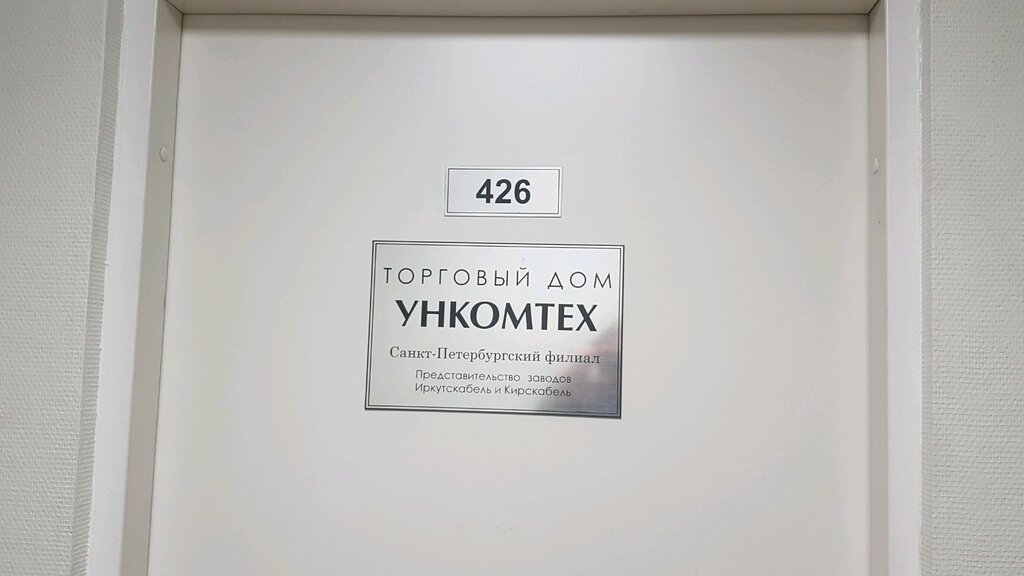 426
ТОРГОВЫЙ ДОМ
УНКОМТЕХ
Санкт-Петербургский филиал
Представительство заводов
Иркутскабель и Кирскабель